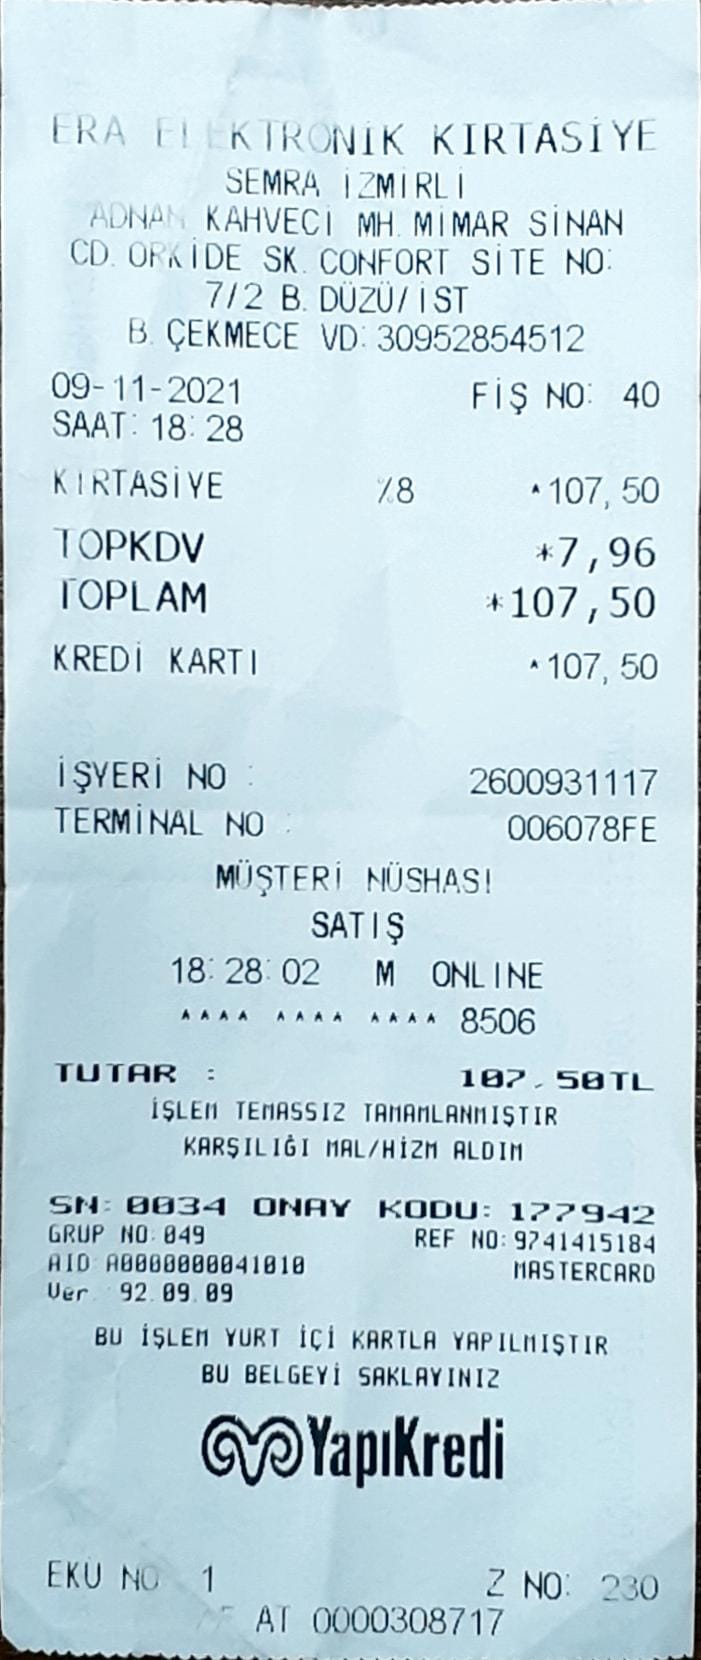 ERA ELEKTRONİK KIRTASİYE
SEMRA İZMİRLİ
ADNAN KAHVECİ MH. MİMAR SİNAN
CD. ORKİDE SK. CONFORT SİTE NO:
7/2 B. DÜZÜ/İST
B. ÇEKMECE VD: 30952854512
09-11-2021 FİŞ NO: 40
SAAT: 18:28
KIRTASİYE %8 *107,50
TOPKDV *7,96
TOPLAM *107,50
KREDİ KARTI *107,50
İŞYERİ NO : 2600931117
TERMİNAL NO : 006078FE
MÜŞTERİ NÜSHASI
SATIŞ
18:28:02 M ONLINE
**** **** **** 8506
TUTAR : 107,50TL
İŞLEM TEMASSIZ TAMAMLANMIŞTIR
KARŞILIĞI MAL/HİZM ALDIM
SN: 0034 ONAY KODU: 177942
GRUP NO:049 REF NO:9741415184
AID:A0000000041010 MASTERCARD
Ver. 92.09.09
BU İŞLEM YURT İÇİ KARTLA YAPILMIŞTIR
BU BELGEYİ SAKLAYINIZ
YapıKredi
EKU NO 1 Z NO: 230
AT 0000308717